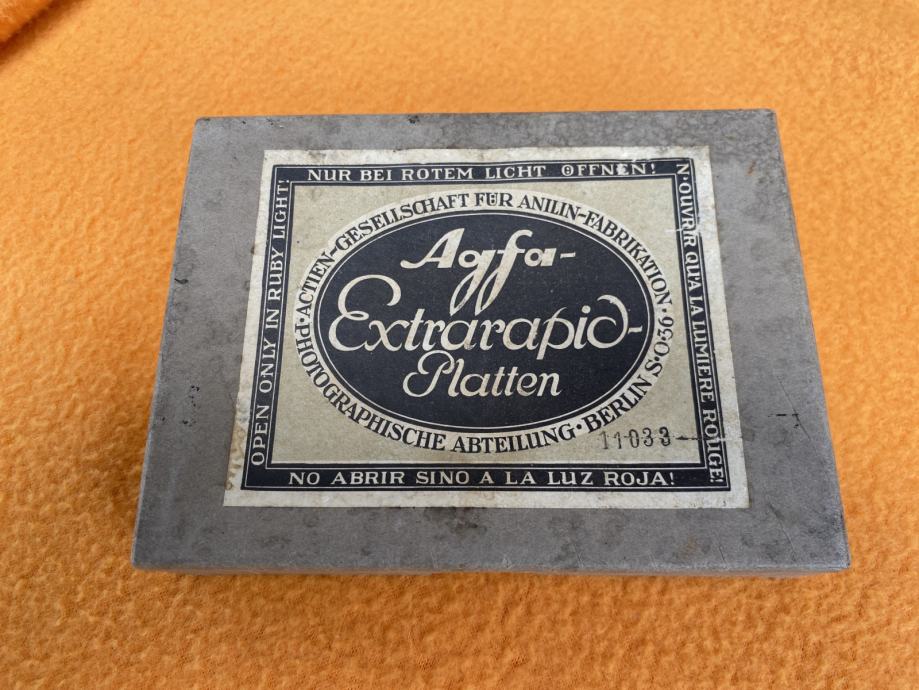 NUR BEI ROTEM LICHT ÖFFNEN!
OPEN ONLY IN RUBY LIGHT!
N·OUVRIR QU'A LA LUMIERE ROUGE!
ACTIEN-GESELLSCHAFT FÜR ANILIN-FABRIKATION·
PHOTOGRAPHISCHE ABTEILUNG·BERLIN S·O·36·
Agfa-
Extrarapid-
Platten
11033
NO ABRIR SINO A LA LUZ ROJA!